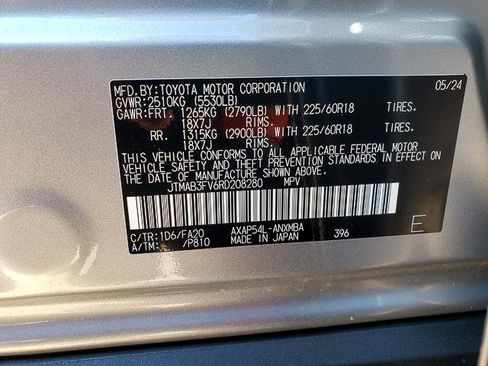 MFD.BY:TOYOTA MOTOR CORPORATION 05/24
GVWR:2510KG (5530LB)
GAWR:FRT. 1265KG (2790LB) WITH 225/60R18 TIRES.
18X7J RIMS.
RR. 1315KG (2900LB) WITH 225/60R18 TIRES.
18X7J RIMS.
THIS VEHICLE CONFORMS TO ALL APPLICABLE FEDERAL MOTOR
VEHICLE SAFETY AND THEFT PREVENTION STANDARDS IN EFFECT ON
THE DATE OF MANUFACTURE SHOWN ABOVE.
JTMAB3FV6RD208280 MPV
C/TR:1D6/FA20 AXAP54L-ANXMBA
A/TM: /P810 MADE IN JAPAN 396 E